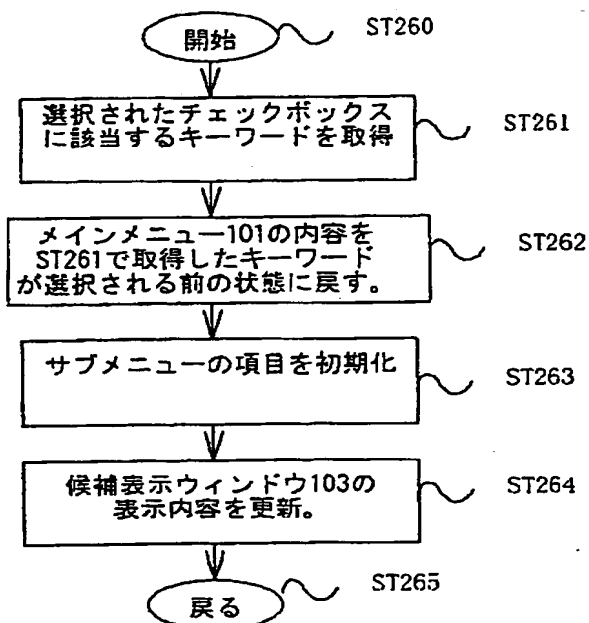 開始
ST260
選択されたチェックボックス
に該当するキーワードを取得
ST261
メインメニュー101の内容を
ST261で取得したキーワード
が選択される前の状態に戻す。
ST262
サブメニューの項目を初期化
ST263
候補表示ウィンドウ103の
表示内容を更新。
ST264
戻る
ST265